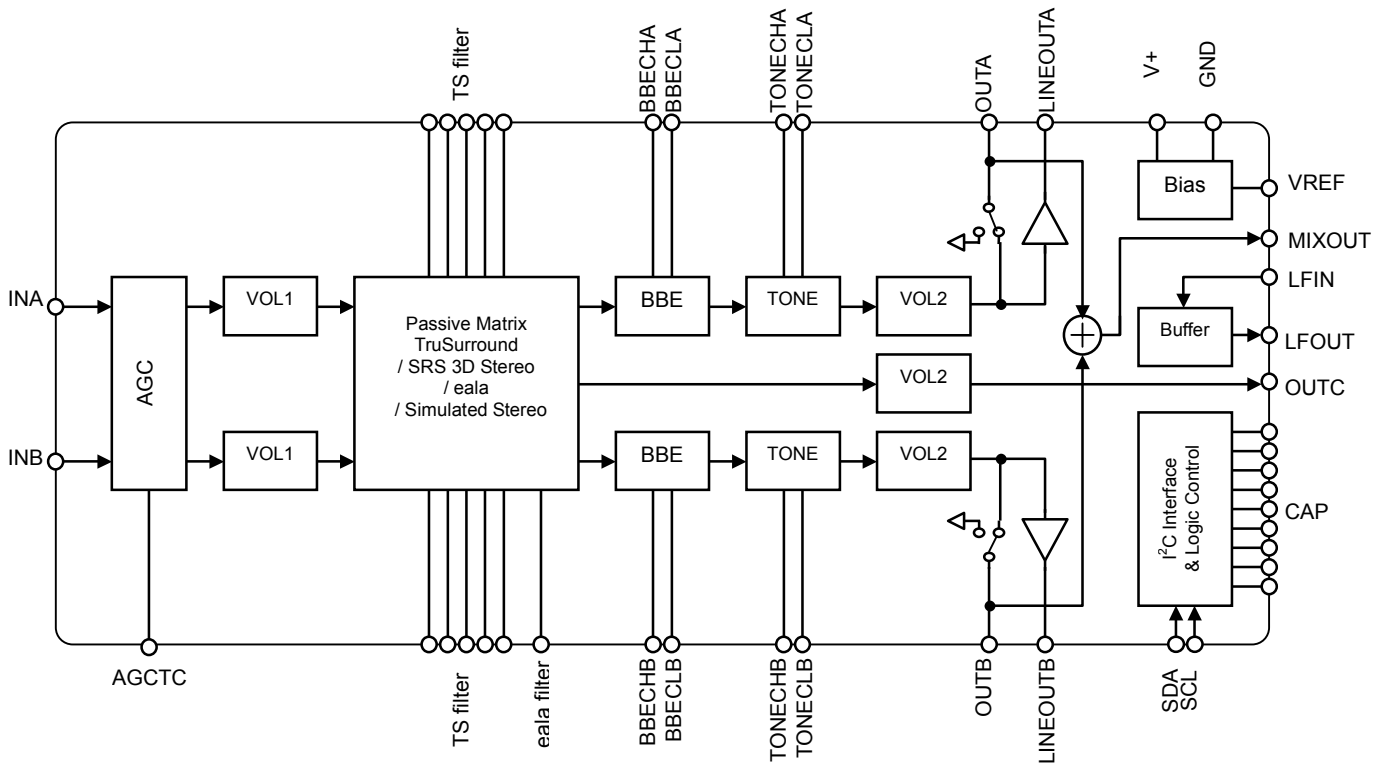 TS filter
BBECHA
BBECLA
TONECHA
TONECLA
OUTA
LINEOUTA
V+
GND
Bias
VREF
MIXOUT
LFIN
Buffer
LFOUT
OUTC
INA
AGC
VOL1
Passive Matrix
TruSurround
/ SRS 3D Stereo
/ eala
/ Simulated Stereo
BBE
TONE
VOL2
VOL2
INB
VOL1
BBE
TONE
VOL2
I²C Interface
& Logic Control
CAP
AGCTC
TS filter
eala filter
BBECHB
BBECLB
TONECHB
TONECLB
OUTB
LINEOUTB
SDA
SCL